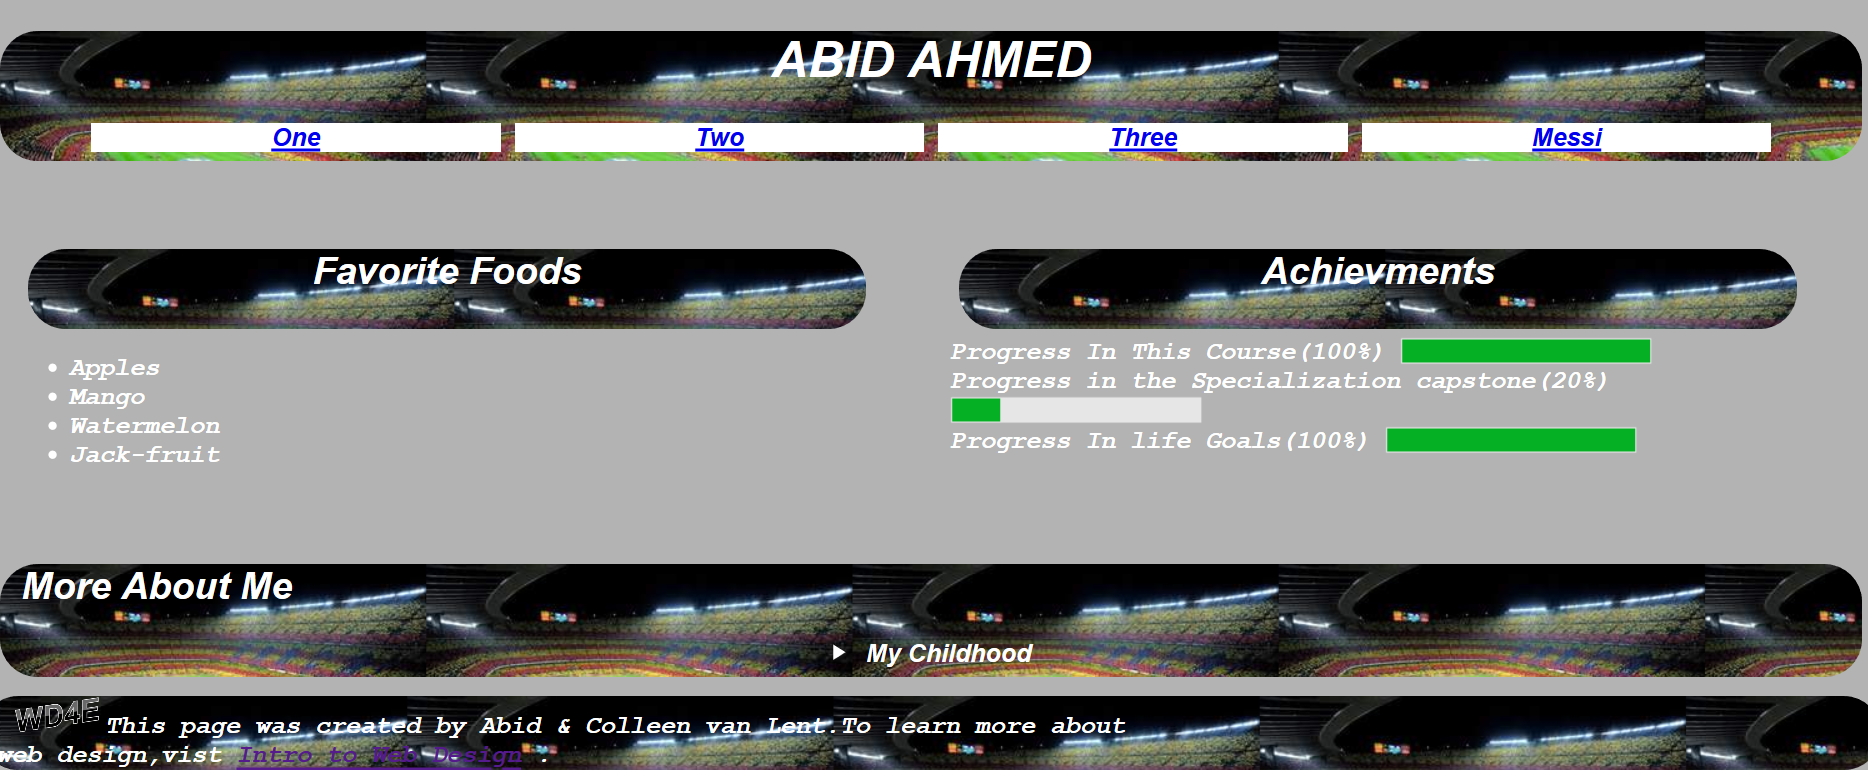 ABID AHMED
One Two Three Messi
Favorite Foods
• Apples
• Mango
• Watermelon
• Jack-fruit
Achievments
Progress In This Course(100%)
Progress in the Specialization capstone(20%)
Progress In life Goals(100%)
More About Me
My Childhood
WD4E This page was created by Abid & Colleen van Lent.To learn more about
web design,vist Intro to Web Design .